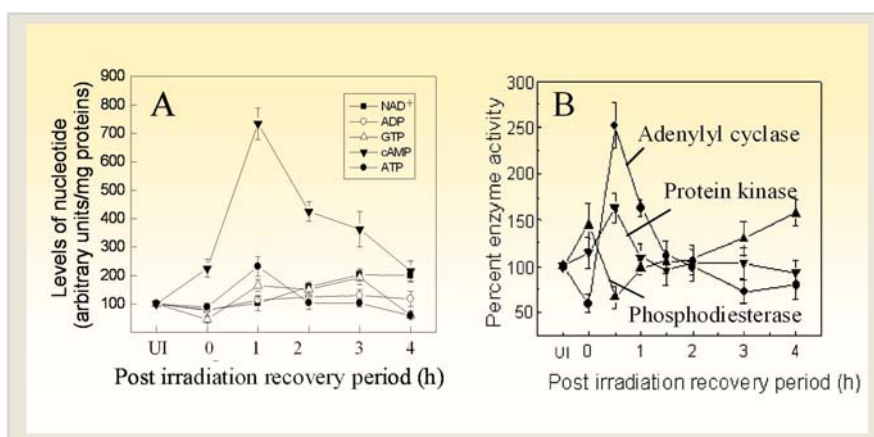 A
900
800
700
600
500
400
300
200
100
Levels of nucleotide
(arbitrary units/mg proteins)
NAD+
ADP
GTP
cAMP
ATP
UI 0 1 2 3 4
Post irradiation recovery period (h)
B
300
250
200
150
100
50
Percent enzyme activity
Adenylyl cyclase
Protein kinase
Phosphodiesterase
UI 0 1 2 3 4
Post irradiation recovery period (h)